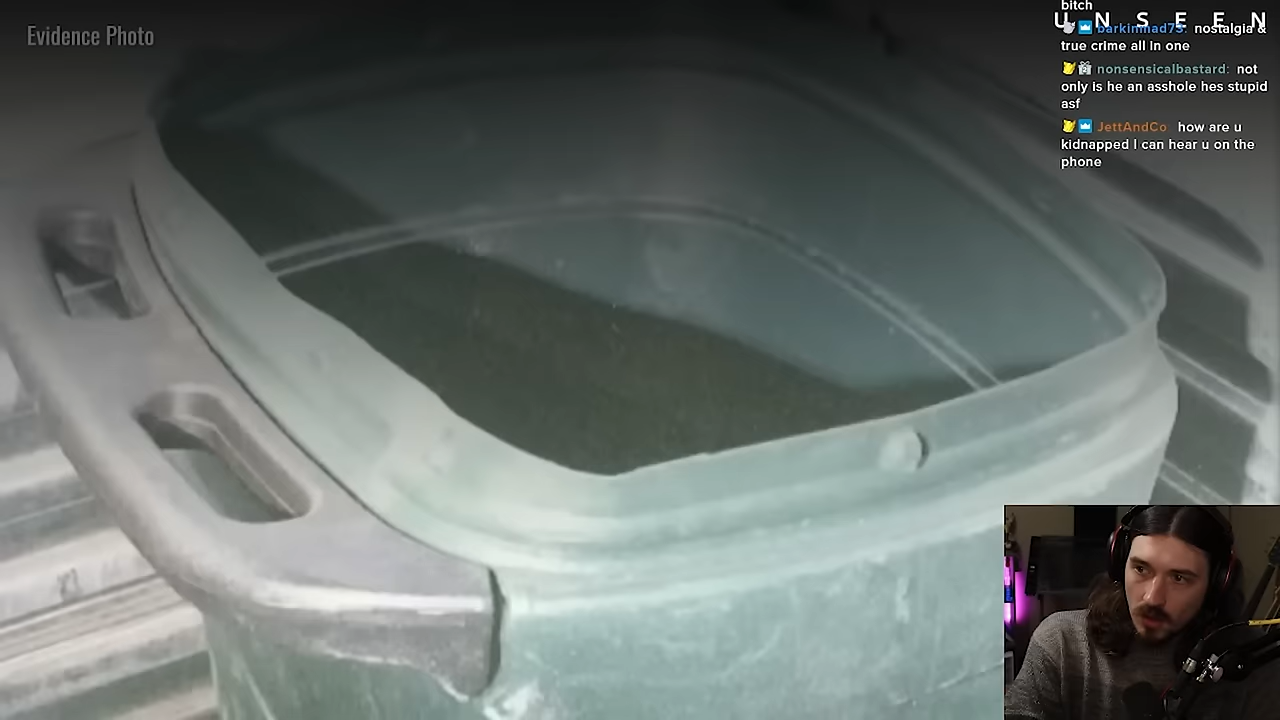 Evidence Photo
UNSEEN
bitch
barkinmad75: nostalgia &
true crime all in one
nonsensicalbastard: not
only is he an asshole hes stupid
asf
JettAndCo: how are u
kidnapped I can hear u on the
phone